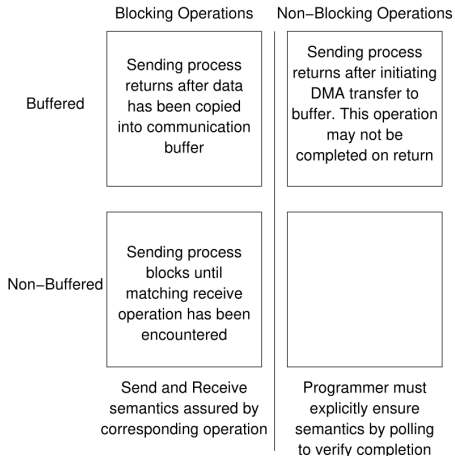 Blocking Operations
Non−Blocking Operations
Buffered
Sending process
returns after data
has been copied
into communication
buffer
Sending process
returns after initiating
DMA transfer to
buffer. This operation
may not be
completed on return
Non−Buffered
Sending process
blocks until
matching receive
operation has been
encountered
Send and Receive
semantics assured by
corresponding operation
Programmer must
explicitly ensure
semantics by polling
to verify completion